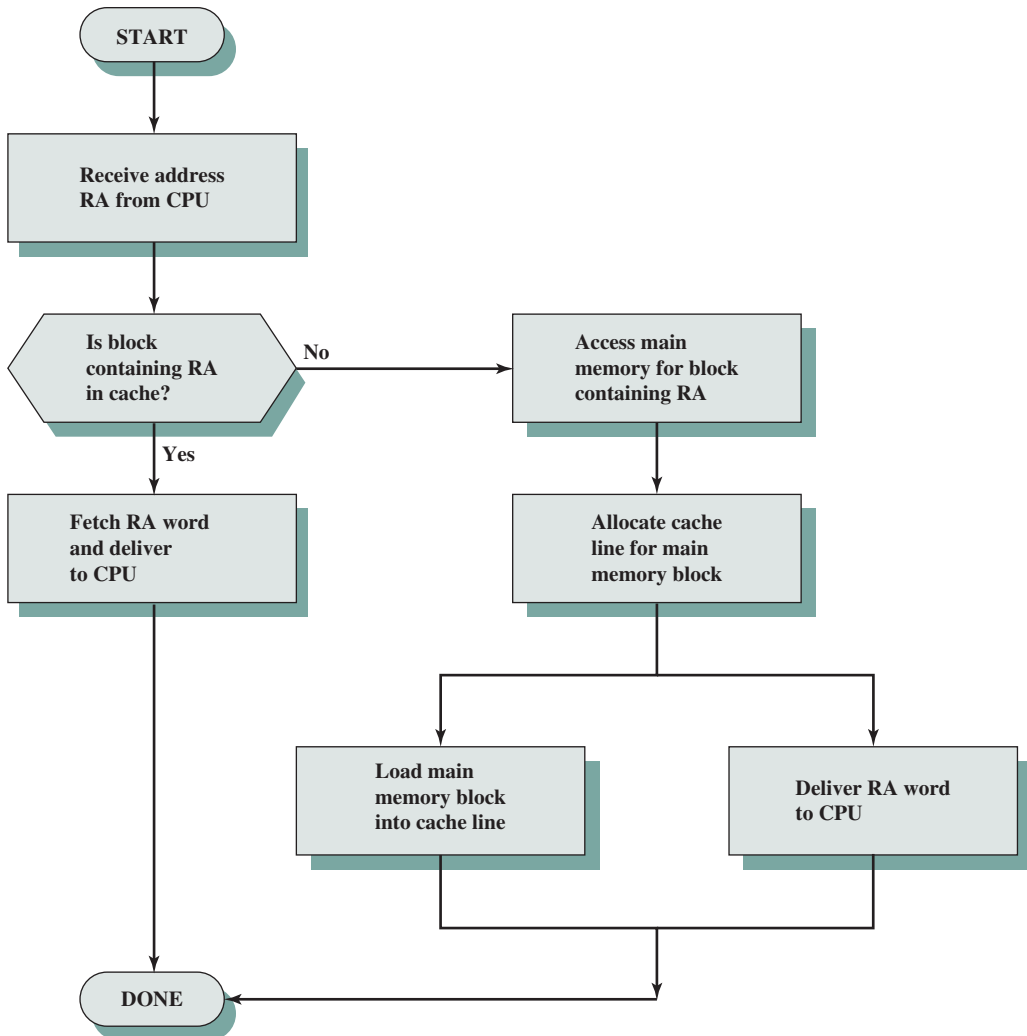 START
Receive address
RA from CPU
Is block
containing RA
in cache?
No
Access main
memory for block
containing RA
Yes
Fetch RA word
and deliver
to CPU
Allocate cache
line for main
memory block
Load main
memory block
into cache line
Deliver RA word
to CPU
DONE